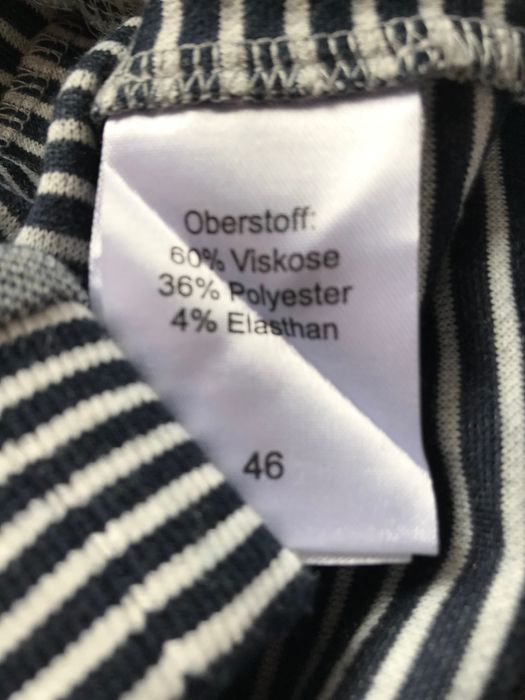 Oberstoff:
60% Viskose
36% Polyester
4% Elasthan
46